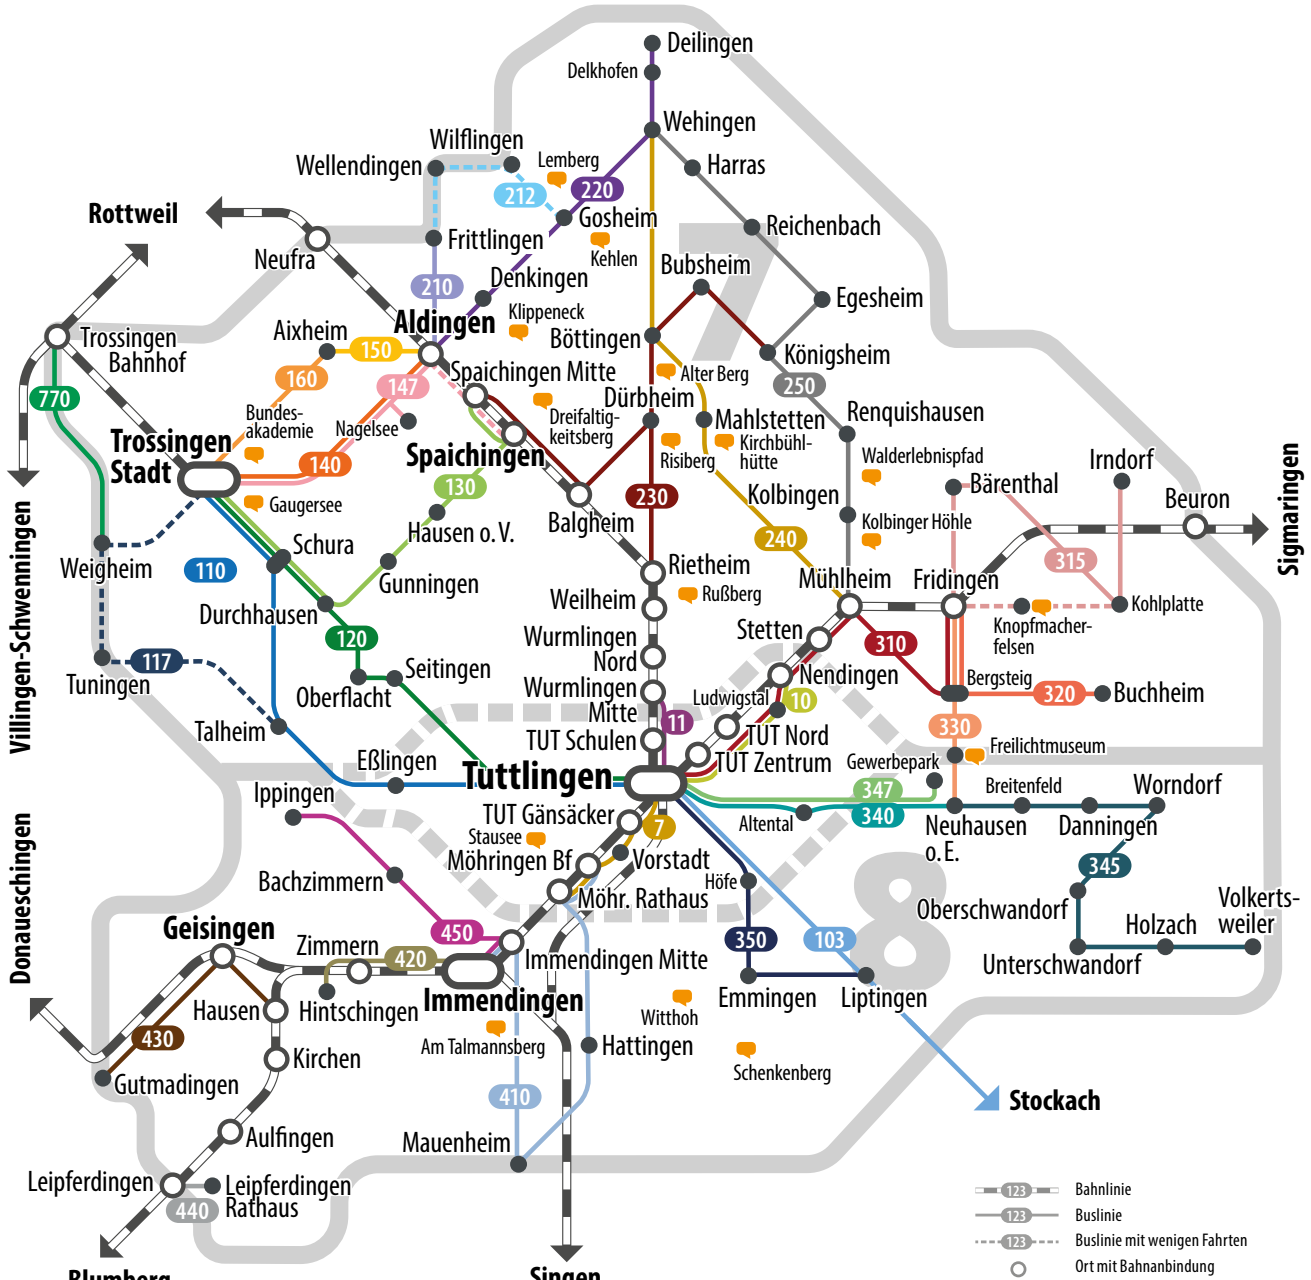 Deilingen
Delkhofen
Wehingen
Wilflingen
Wellendingen
Lemberg
Harras
212
220
Rottweil
Gosheim
Reichenbach
Frittlingen
Neufra
Kehlen
7
Bubsheim
Denkingen
210
Egesheim
Klippeneck
Aldingen
Aixheim
Trossingen
Bahnhof
Böttingen
150
Königsheim
Spaichingen Mitte
160
147
Alter Berg
250
770
Dürbheim
Bundes-
akademie
Nagelsee
Dreifaltig-
keitsberg
Mahlstetten
Renquishausen
Trossingen
Stadt
Kirchbühl-
hütte
Spaichingen
Risiberg
Walderlebnispfad
Irndorf
140
130
230
Kolbingen
Bärenthal
Beuron
Gaugersee
Balgheim
Kolbinger Höhle
Sigmaringen
Hausen o. V.
240
Schura
315
Weigheim
110
Gunningen
Rietheim
Mühlheim
Fridingen
Villingen-Schwenningen
Durchhausen
Weilheim
Rußberg
Kohlplatte
120
Wurmlingen
Nord
Stetten
310
Knopfmacher-
felsen
117
Seitingen
Tuningen
Oberflacht
Wurmlingen
Mitte
Nendingen
Bergsteig
Ludwigstal
10
320
Buchheim
Talheim
11
330
TUT Schulen
TUT Nord
Freilichtmuseum
Eßlingen
TUT Zentrum
Gewerbepark
Tuttlingen
Ippingen
347
Breitenfeld
Worndorf
TUT Gänsäcker
340
Altental
Neuhausen
o. E.
Danningen
Stausee
7
Donaueschingen
Möhringen Bf
Vorstadt
345
Bachzimmern
Höfe
8
Möhr. Rathaus
Oberschwandorf
Volkerts-
weiler
Geisingen
450
Holzach
Zimmern
420
350
103
Immendingen Mitte
Unterschwandorf
Hausen
Hintschingen
Immendingen
Emmingen
Liptingen
Witthoh
430
Am Talmannsberg
Hattingen
Kirchen
Schenkenberg
Gutmadingen
410
Stockach
Aulfingen
Mauenheim
Leipferdingen
Leipferdingen
Rathaus
440
123
Bahnlinie
123
Buslinie
123
Buslinie mit wenigen Fahrten
Ort mit Bahnanbindung
Blumberg
Singen